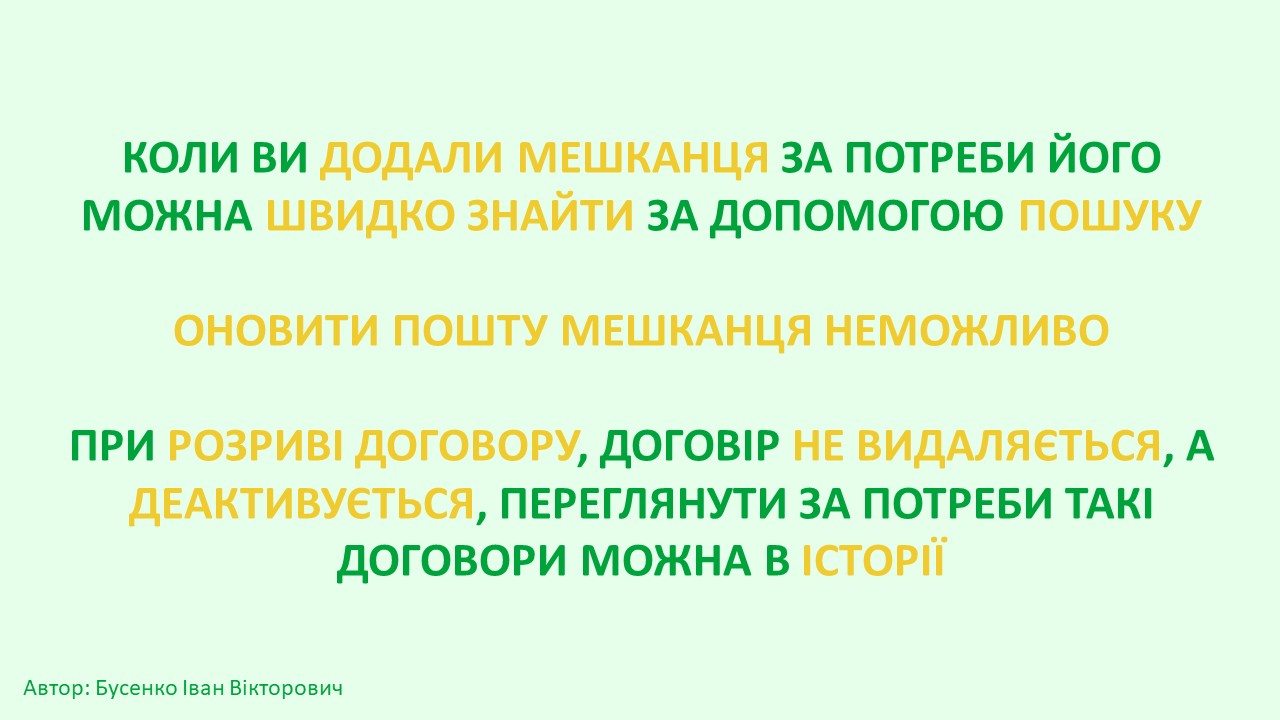 КОЛИ ВИ ДОДАЛИ МЕШКАНЦЯ ЗА ПОТРЕБИ ЙОГО
МОЖНА ШВИДКО ЗНАЙТИ ЗА ДОПОМОГОЮ ПОШУКУ
ОНОВИТИ ПОШТУ МЕШКАНЦЯ НЕМОЖЛИВО
ПРИ РОЗРИВІ ДОГОВОРУ, ДОГОВІР НЕ ВИДАЛЯЄТЬСЯ, А
ДЕАКТИВУЄТЬСЯ, ПЕРЕГЛЯНУТИ ЗА ПОТРЕБИ ТАКІ
ДОГОВОРИ МОЖНА В ІСТОРІЇ
Автор: Бусенко Іван Вікторович